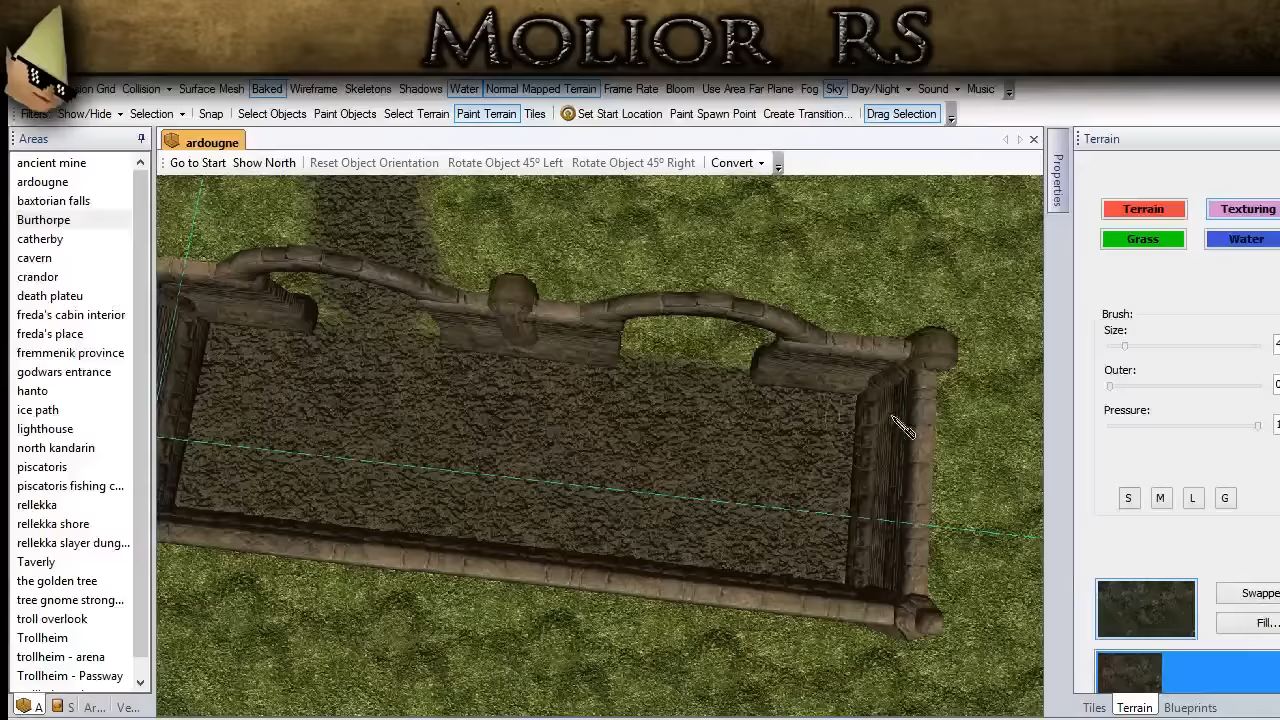 MOLIOR RS
Grid Collision Surface Mesh Baked Wireframe Skeletons Shadows Water Normal Mapped Terrain Frame Rate Bloom Use Area Far Plane Fog Sky Day/Night Sound Music
Filters: Show/Hide Selection Snap Select Objects Paint Objects Select Terrain Paint Terrain Tiles Set Start Location Paint Spawn Point Create Transition... Drag Selection
Areas
ardougne
Terrain
Go to Start Show North Reset Object Orientation Rotate Object 45º Left Rotate Object 45º Right Convert
Properties
ancient mine
ardougne
baxtorian falls
Burthorpe
catherby
cavern
crandor
death plateu
freda's cabin interior
freda's place
fremmenik province
godwars entrance
hanto
ice path
lighthouse
north kandarin
piscatoris
piscatoris fishing c...
rellekka
rellekka shore
rellekka slayer dung...
Taverly
the golden tree
tree gnome strong...
troll overlook
Trollheim
trollheim - arena
Trollheim - Passway
A S Ar... Ve...
Terrain Texturing
Grass Water
Brush:
Size:
Outer:
Pressure:
S M L G
Swappe
Fill...
Tiles Terrain Blueprints